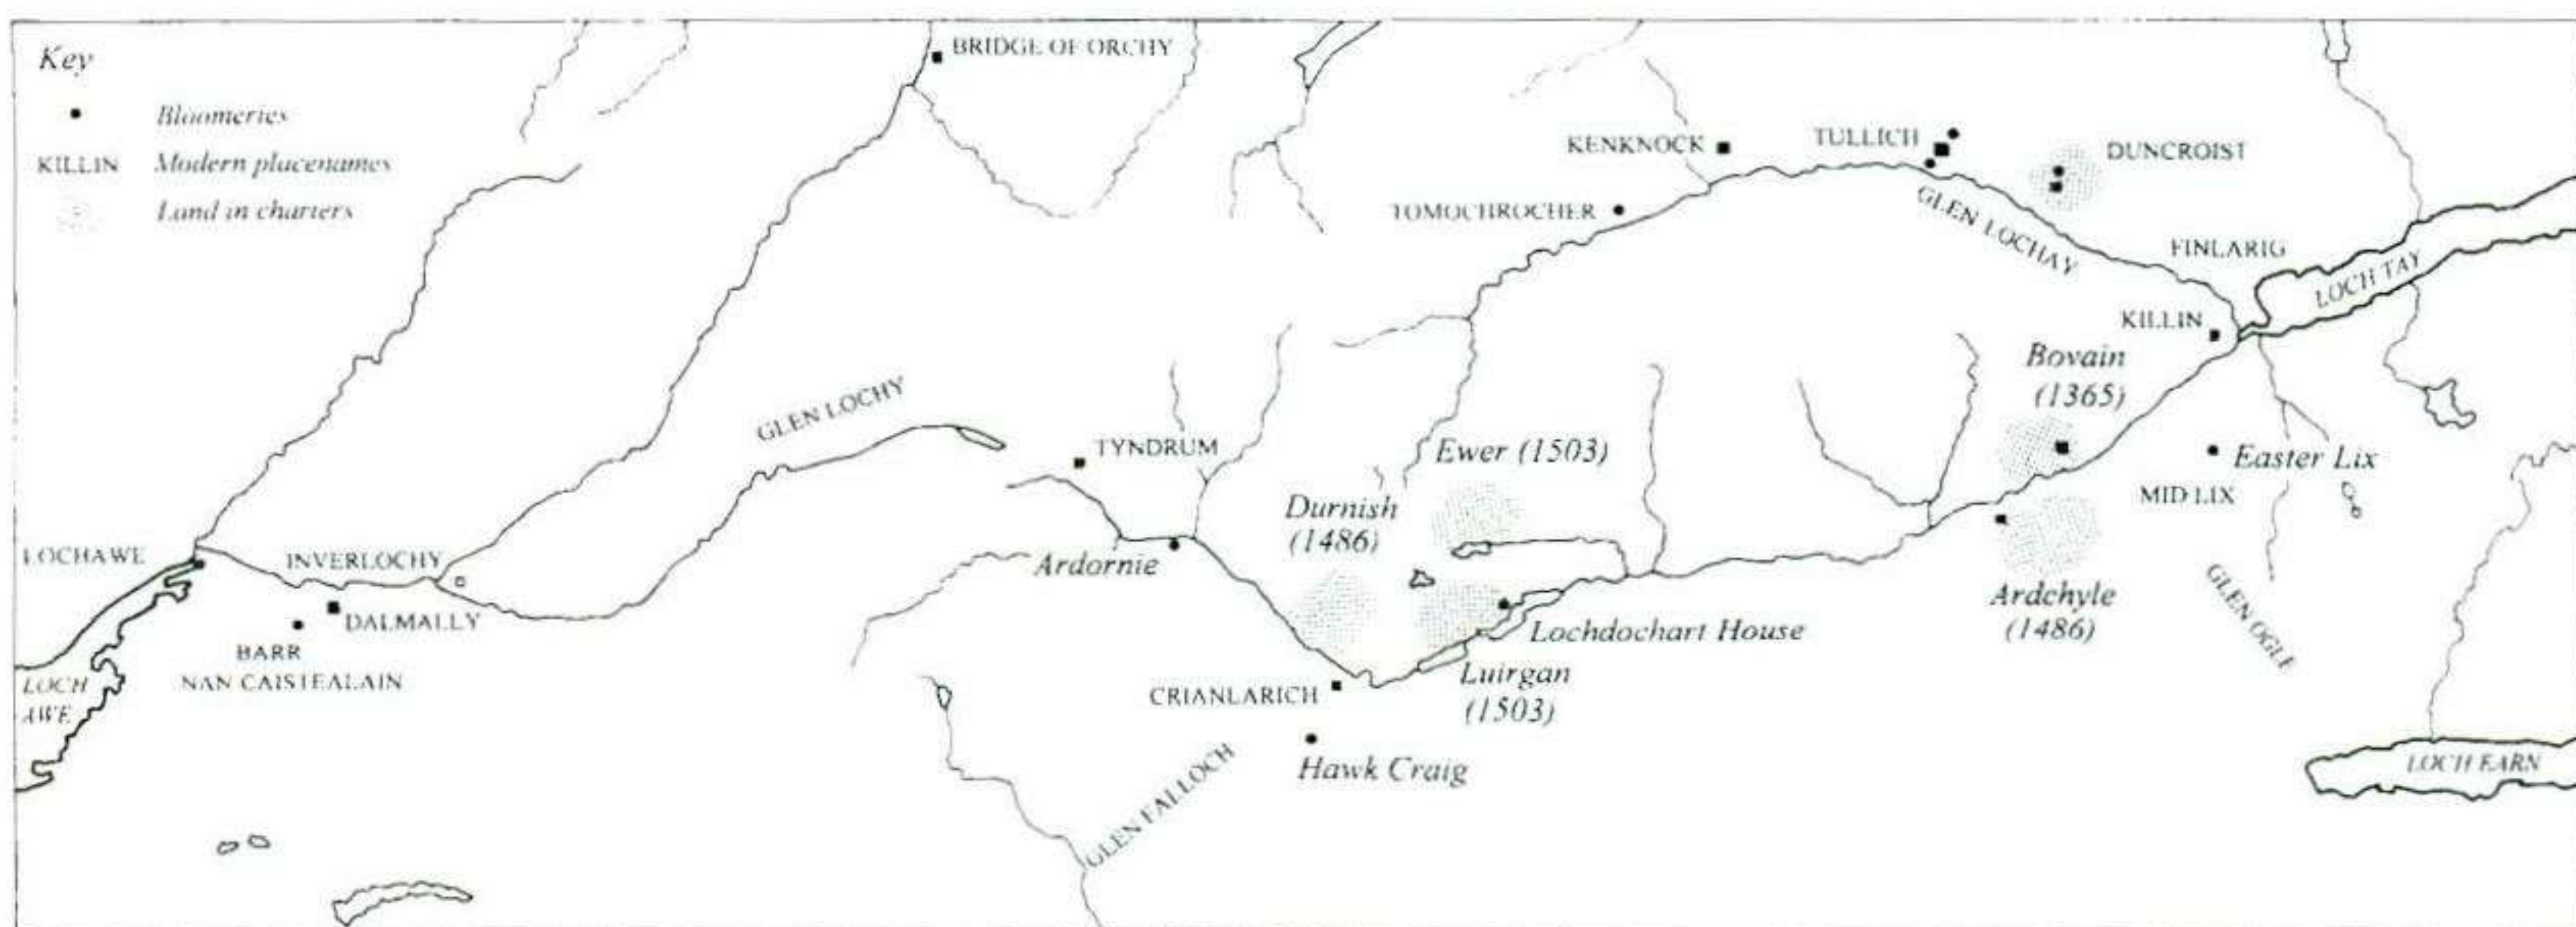 Key
Bloomeries
KILLIN Modern placenames
Land in charters
BRIDGE OF ORCHY
KENKNOCK
TULLICH
DUNCROIST
TOMOCHROCHER
GLEN LOCHAY
FINLARIG
LOCH TAY
KILLIN
Bovain
(1365)
GLEN LOCHY
TYNDRUM
Ewer (1503)
Easter Lix
MID LIX
Durnish
(1486)
LOCHAWE
INVERLOCHY
Ardornie
DALMALLY
Ardchyle
(1486)
GLEN OGLE
Lochdochart House
BARR
NAN CAISTEALAIN
LOCH
AWE
CRIANLARICH
Luirgan
(1503)
Hawk Craig
GLEN FALLOCH
LOCH EARN